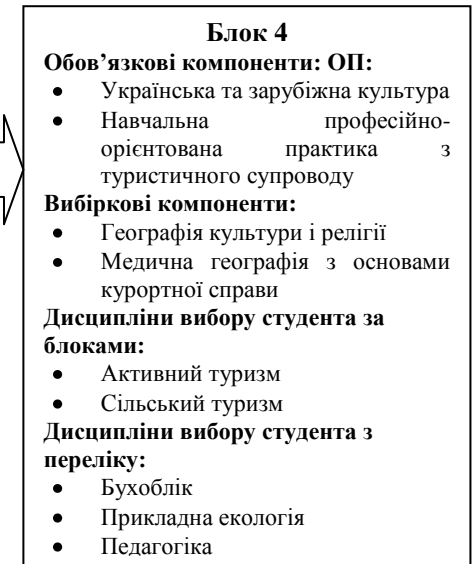 Блок 4
Обов’язкові компоненти: ОП:
• Українська та зарубіжна культура
• Навчальна професійно-
орієнтована практика з
туристичного супроводу
Вибіркові компоненти:
• Географія культури і релігії
• Медична географія з основами
курортної справи
Дисципліни вибору студента за
блоками:
• Активний туризм
• Сільський туризм
Дисципліни вибору студента з
переліку:
• Бухоблік
• Прикладна екологія
• Педагогіка